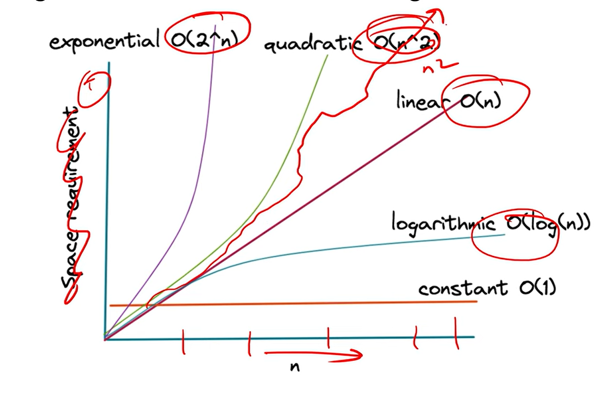 exponential O(2^n)
quadratic O(n^2)
n2
linear O(n)
Space requirement
logarithmic O(log(n))
constant O(1)
n